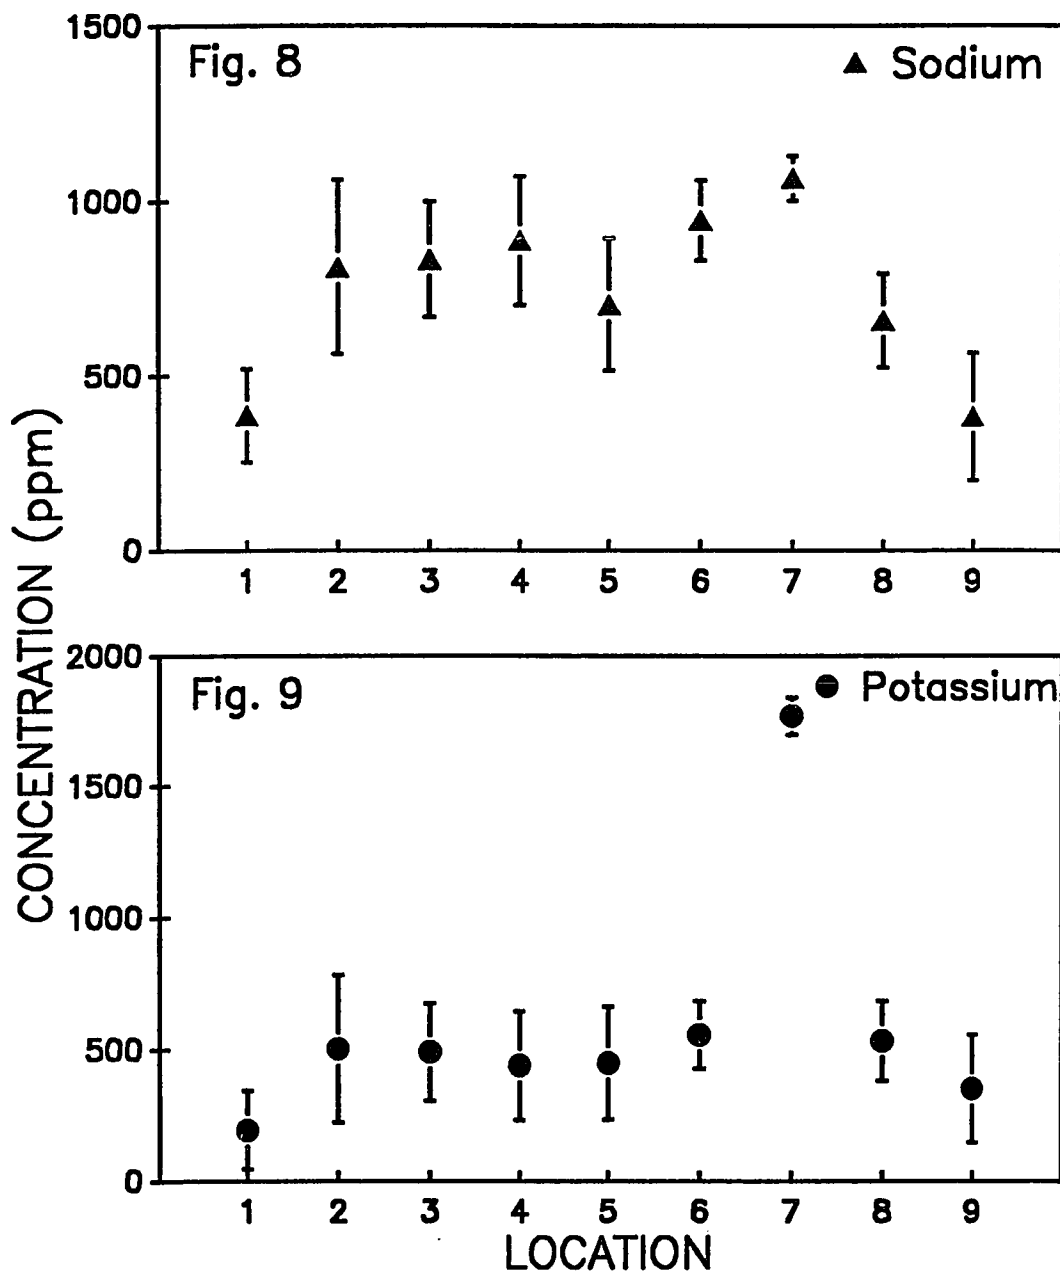 CONCENTRATION (ppm)
Fig. 8
Sodium
1500
1000
500
0
1 2 3 4 5 6 7 8 9
Fig. 9
Potassium
2000
1500
1000
500
0
1 2 3 4 5 6 7 8 9
LOCATION